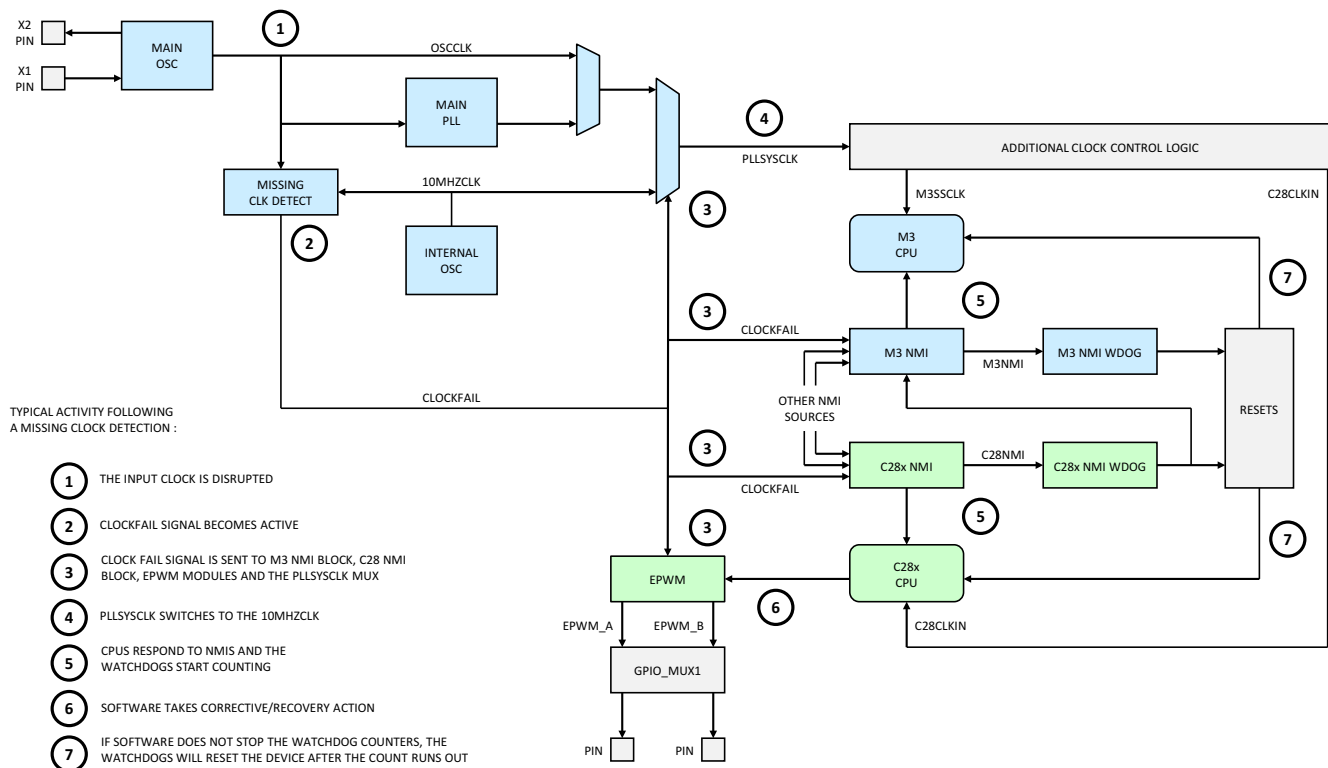 X2
PIN
X1
PIN
MAIN
OSC
1
OSCCLK
MAIN
PLL
4
PLLSYSCLK
ADDITIONAL CLOCK CONTROL LOGIC
MISSING
CLK DETECT
10MHZCLK
3
M3SSCLK
C28CLKIN
2
INTERNAL
OSC
M3
CPU
7
5
3
CLOCKFAIL
M3 NMI
M3NMI
M3 NMI WDOG
CLOCKFAIL
OTHER NMI
SOURCES
RESETS
3
CLOCKFAIL
C28x NMI
C28NMI
C28x NMI WDOG
5
7
3
EPWM
6
C28x
CPU
EPWM_A
EPWM_B
C28CLKIN
GPIO_MUX1
PIN
PIN
TYPICAL ACTIVITY FOLLOWING
A MISSING CLOCK DETECTION :
1 THE INPUT CLOCK IS DISRUPTED
2 CLOCKFAIL SIGNAL BECOMES ACTIVE
3 CLOCK FAIL SIGNAL IS SENT TO M3 NMI BLOCK, C28 NMI
BLOCK, EPWM MODULES AND THE PLLSYSCLK MUX
4 PLLSYSCLK SWITCHES TO THE 10MHZCLK
5 CPUS RESPOND TO NMIS AND THE
WATCHDOGS START COUNTING
6 SOFTWARE TAKES CORRECTIVE/RECOVERY ACTION
7 IF SOFTWARE DOES NOT STOP THE WATCHDOG COUNTERS, THE
WATCHDOGS WILL RESET THE DEVICE AFTER THE COUNT RUNS OUT